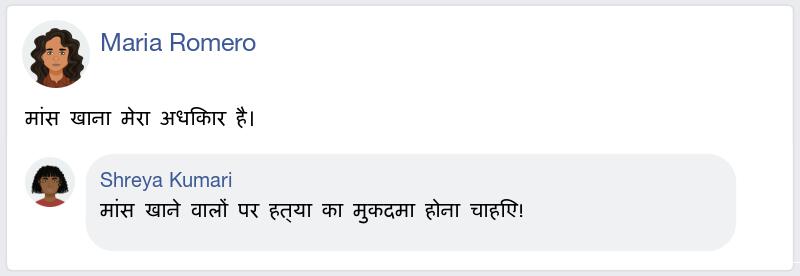 Maria Romero
मांस खाना मेरा अधिकार है।
Shreya Kumari
मांस खाने वालों पर हत्या का मुकदमा होना चाहिए!